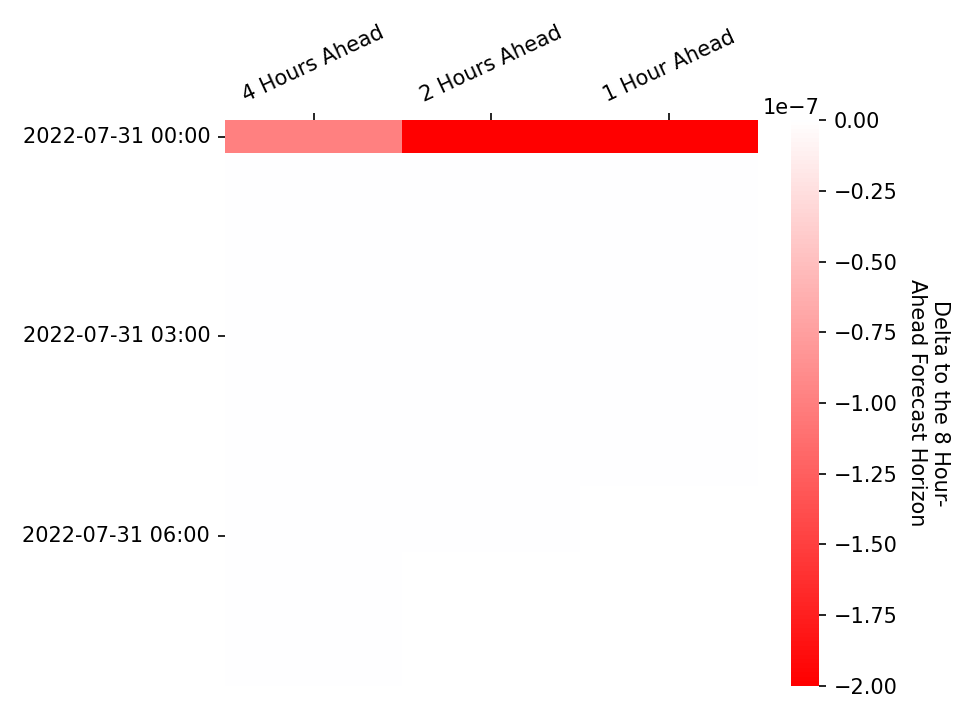 4 Hours Ahead
2 Hours Ahead
1 Hour Ahead
1e−7
2022-07-31 00:00
2022-07-31 03:00
2022-07-31 06:00
0.00
−0.25
−0.50
−0.75
−1.00
−1.25
−1.50
−1.75
−2.00
Delta to the 8 Hour-
Ahead Forecast Horizon